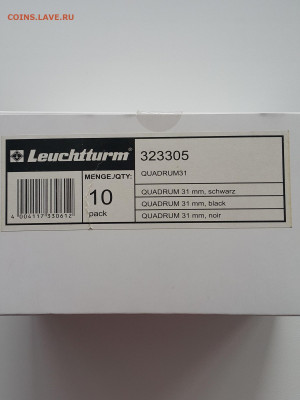 COINS.LAVE.RU
Leuchtturm®
323305
MENGE./QTY:
QUADRUM31
10
pack
QUADRUM 31 mm, schwarz
QUADRUM 31 mm, black
QUADRUM 31 mm, noir
4 004117 330612